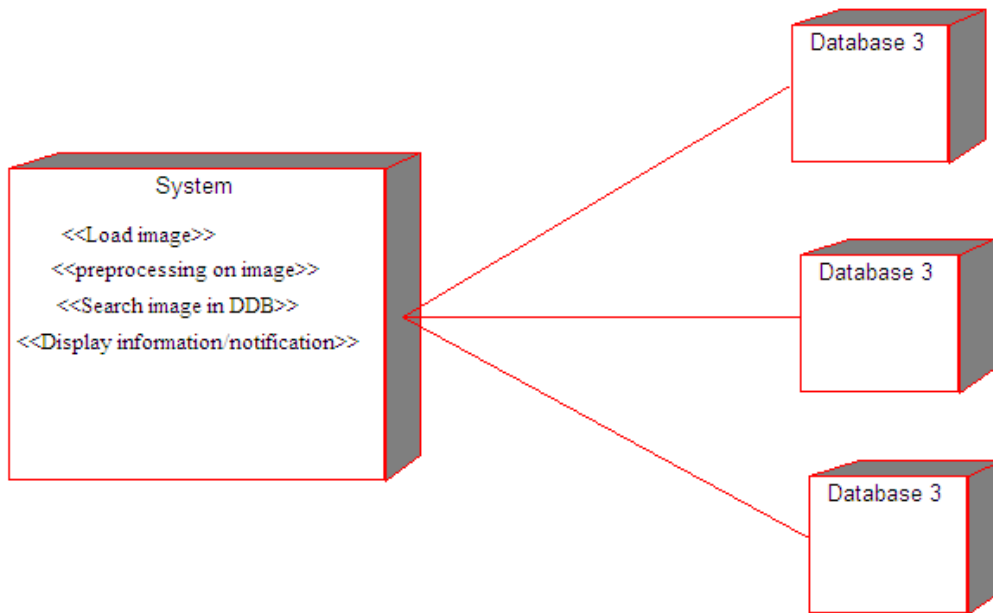 Database 3
System
<<Load image>>
<<preprocessing on image>>
<<Search image in DDB>>
<<Display information/notification>>
Database 3
Database 3